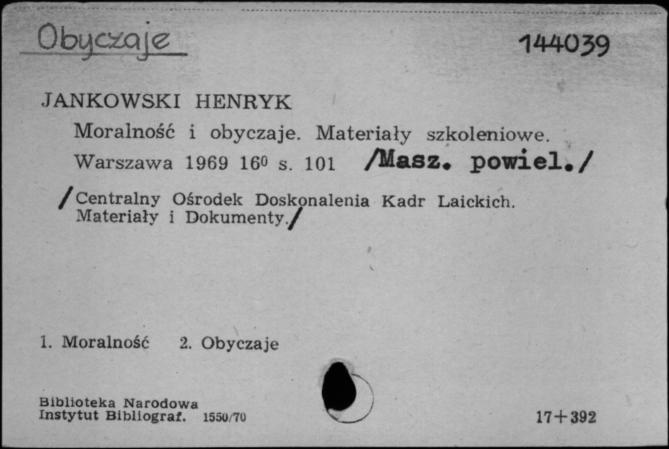 Obyczaje 144039
JANKOWSKI HENRYK
Moralność i obyczaje. Materiały szkoleniowe.
Warszawa 1969 16⁰ s. 101 /Masz. powiel./
/Centralny Ośrodek Doskonalenia Kadr Laickich.
Materiały i Dokumenty./
1. Moralność 2. Obyczaje
Biblioteka Narodowa
Instytut Bibliograf. 1550/70 17+392